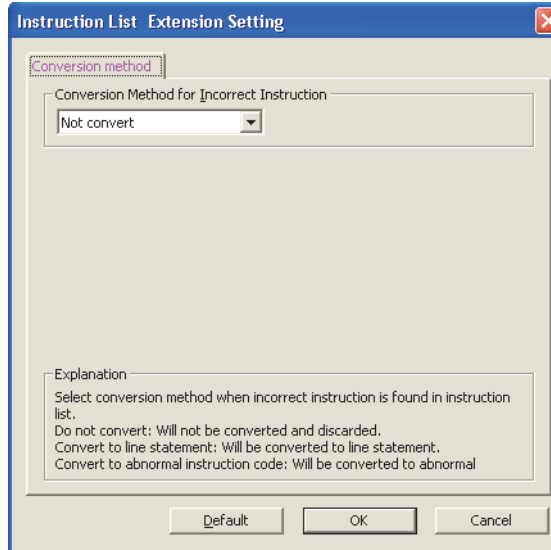 Instruction List  Extension Setting
Conversion method
Conversion Method for Incorrect Instruction
Not convert
Explanation
Select conversion method when incorrect instruction is found in instruction
list.
Do not convert: Will not be converted and discarded.
Convert to line statement: Will be converted to line statement.
Convert to abnormal instruction code: Will be converted to abnormal
Default
OK
Cancel